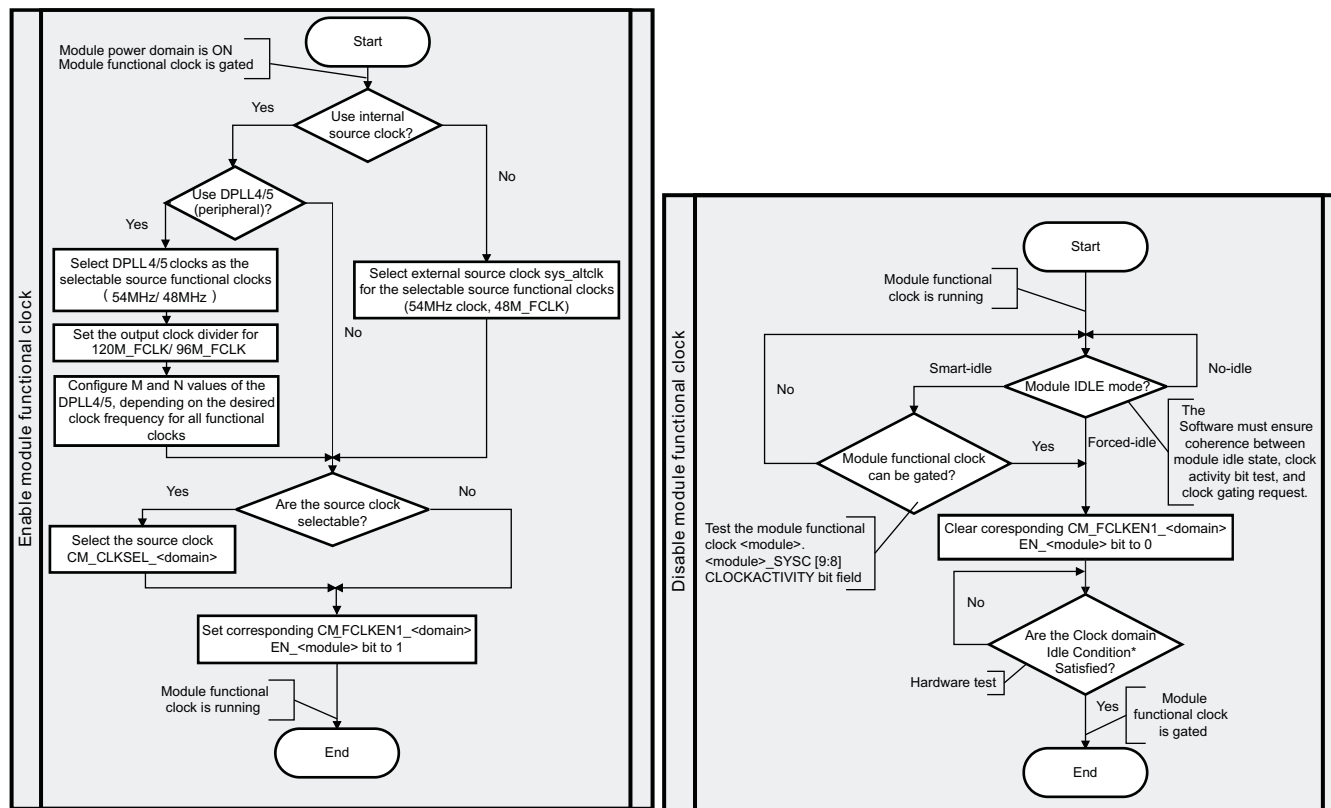 Enable module functional clock
Start
Module power domain is ON
Module functional clock is gated
Yes
Use internal
source clock?
No
Use DPLL4/5
(peripheral)?
Yes
No
Select DPLL4/5 clocks as the
selectable source functional clocks
( 54MHz/ 48MHz )
Select external source clock sys_altclk
for the selectable source functional clocks
(54MHz clock, 48M_FCLK)
Set the output clock divider for
120M_FCLK/ 96M_FCLK
Configure M and N values of the
DPLL4/5, depending on the desired
clock frequency for all functional
clocks
Yes
Are the source clock
selectable?
No
Select the source clock
CM_CLKSEL_<domain>
Set corresponding CM_FCLKEN1_<domain>
EN_<module> bit to 1
Module functional
clock is running
End
Disable module functional clock
Start
Module functional
clock is running
Smart-idle
Module IDLE mode?
No-idle
No
The
Software must ensure
coherence between
module idle state, clock
activity bit test, and
clock gating request.
Forced-idle
Module functional clock
can be gated?
Yes
Test the module functional
clock <module>.
<module>_SYSC [9:8]
CLOCKACTIVITY bit field
Clear coresponding CM_FCLKEN1_<domain>
EN_<module> bit to 0
No
Are the Clock domain
Idle Condition*
Satisfied?
Hardware test
Yes
Module
functional clock
is gated
End